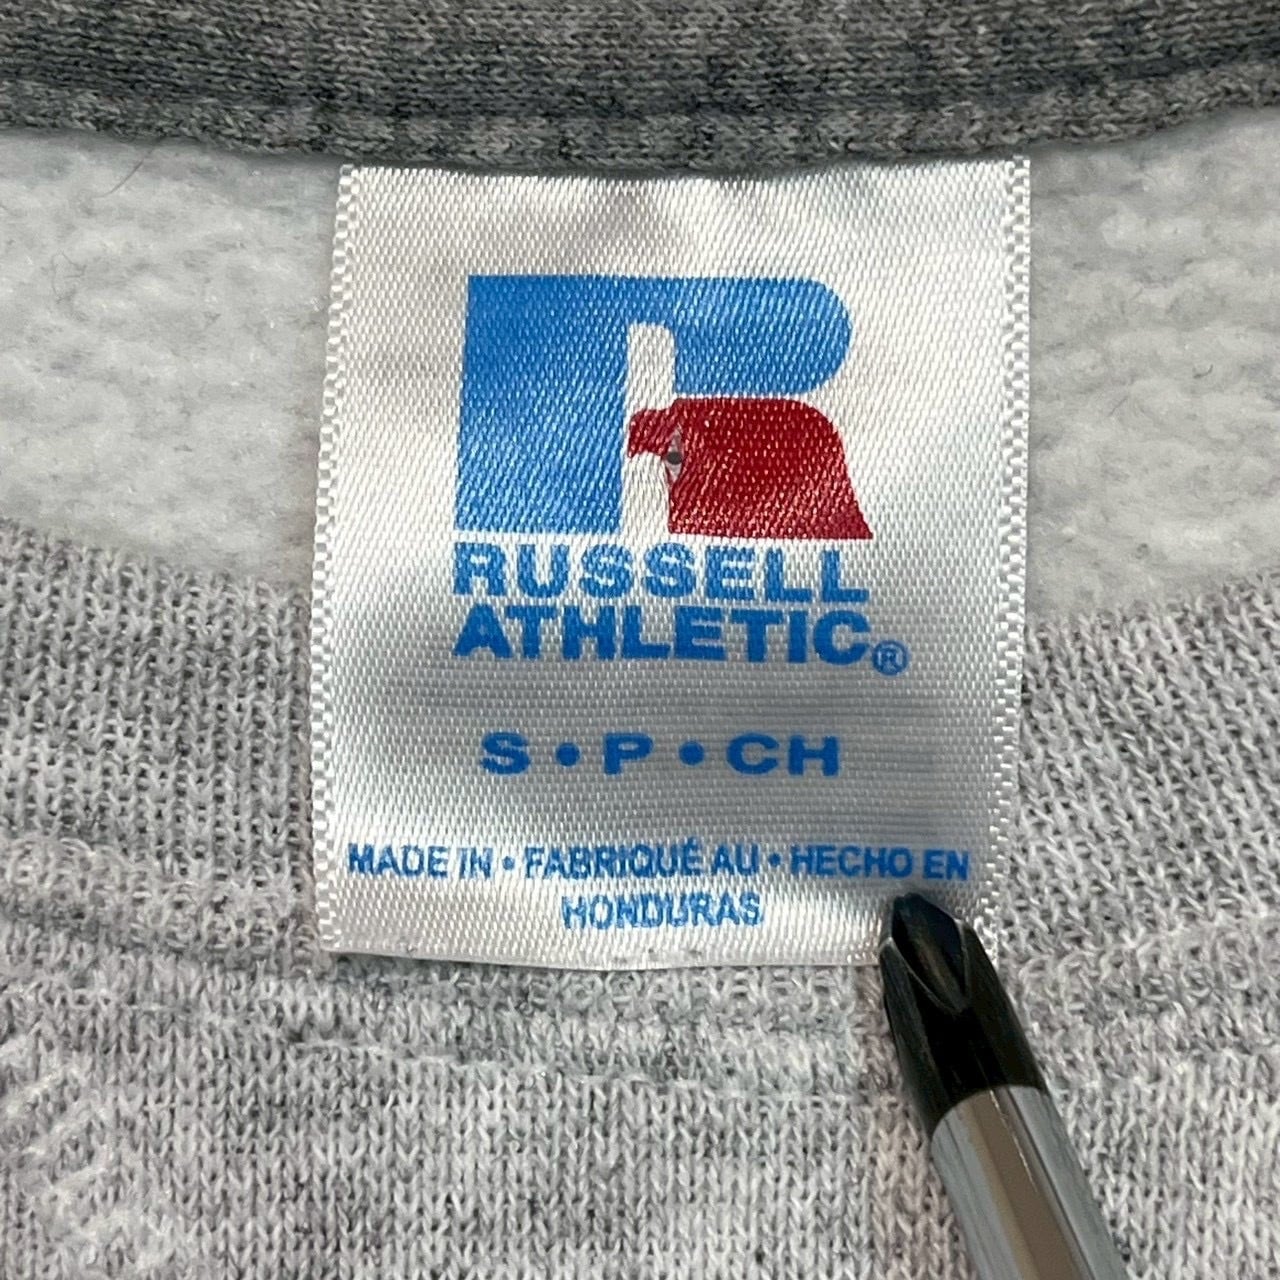 RUSSELL
ATHLETIC®
S • P • CH
MADE IN • FABRIQUÉ AU • HECHO EN
HONDURAS